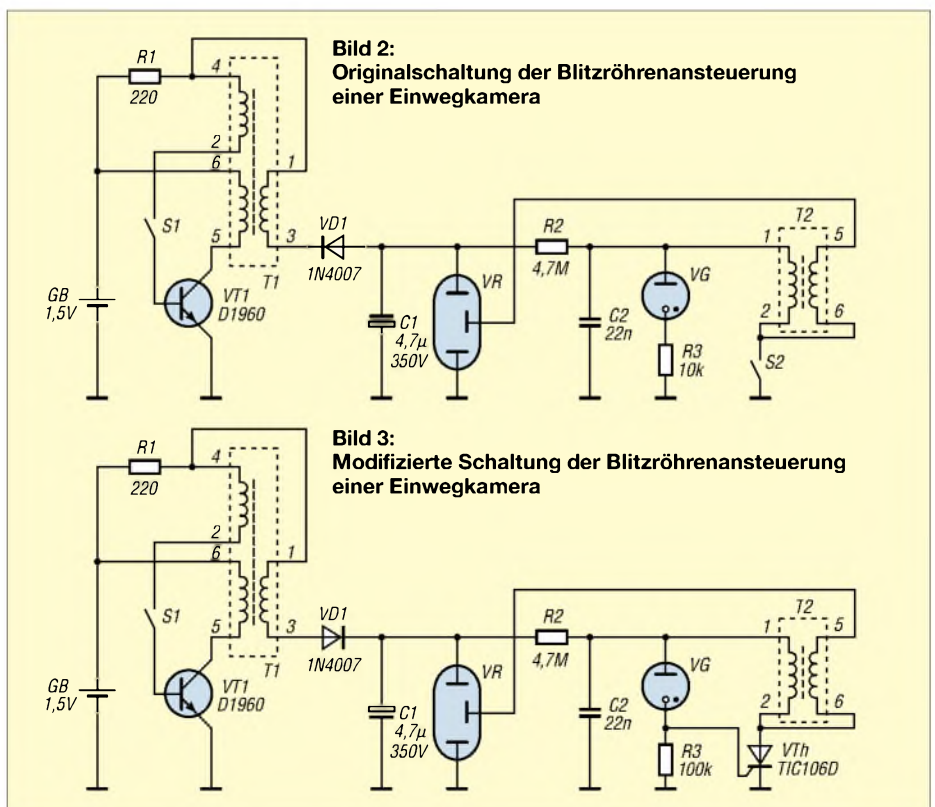 Bild 2:
Originalschaltung der Blitzröhrenansteuerung
einer Einwegkamera
R1
220
4
2
6
1
5
3
T1
S1
GB
1,5V
VT1
D1960
VD1
1N4007
C1
4,7µ
350V
VR
R2
4,7M
C2
22n
VG
R3
10k
T2
1
5
2
6
S2
Bild 3:
Modifizierte Schaltung der Blitzröhrenansteuerung
einer Einwegkamera
R1
220
4
2
6
1
5
3
T1
S1
GB
1,5V
VT1
D1960
VD1
1N4007
C1
4,7µ
350V
VR
R2
4,7M
C2
22n
VG
R3
100k
T2
1
5
2
6
VTh
TIC106D